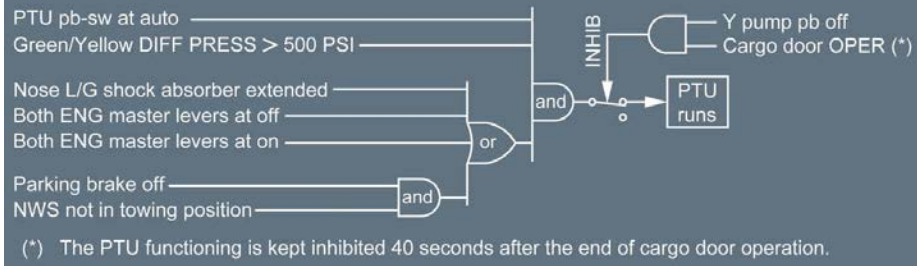 PTU pb-sw at auto
Green/Yellow DIFF PRESS > 500 PSI
Nose L/G shock absorber extended
Both ENG master levers at off
Both ENG master levers at on
or
Parking brake off
NWS not in towing position
and
and
INHIB
Y pump pb off
Cargo door OPER (*)
PTU
runs
(*) The PTU functioning is kept inhibited 40 seconds after the end of cargo door operation.